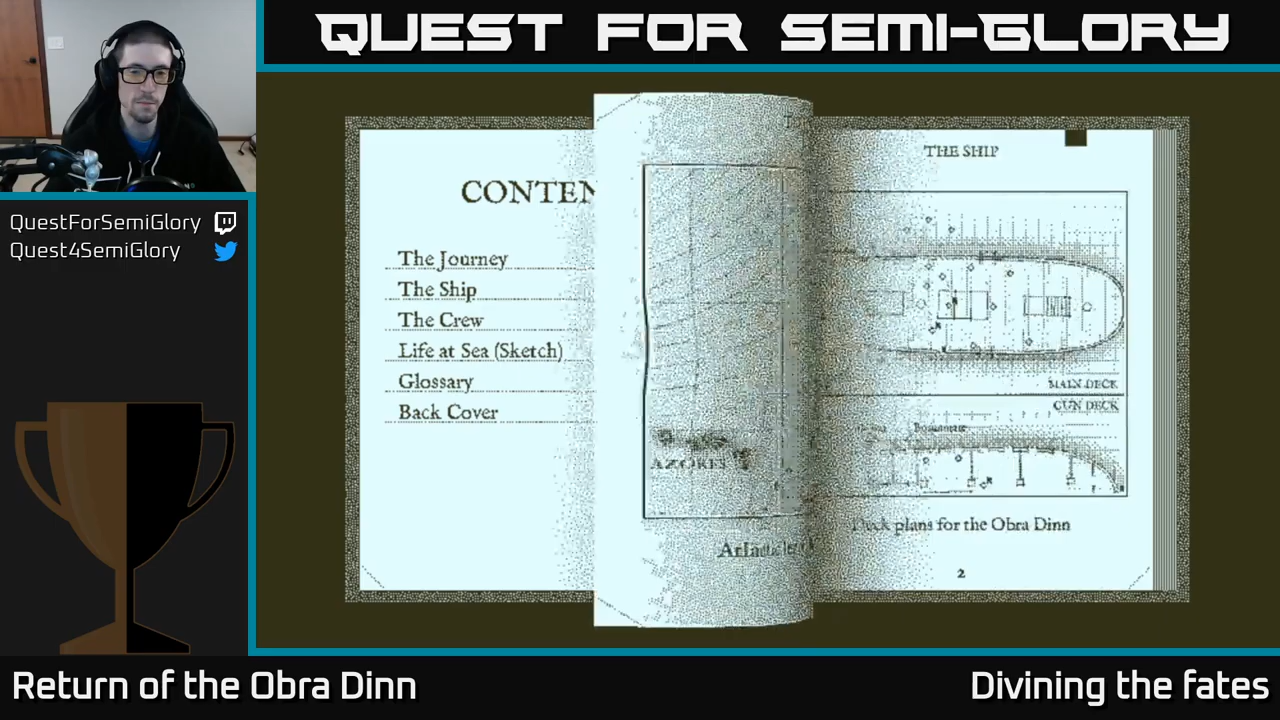 QUEST FOR SEMI-GLORY
QuestForSemiGlory
Quest4SemiGlory
CONTEN
The Journey
The Ship
The Crew
Life at Sea (Sketch)
Glossary
Back Cover
AZORES
THE SHIP
MAIN DECK
GUN DECK
Deck plans for the Obra Dinn
2
Return of the Obra Dinn
Divining the fates